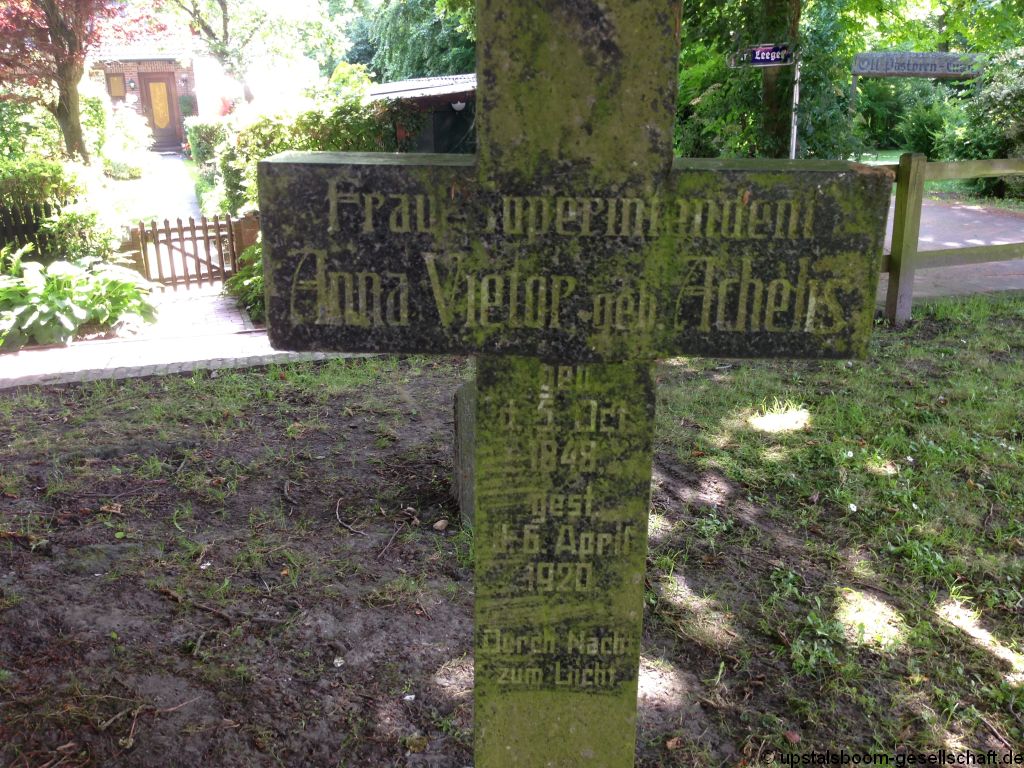 Leeger
Frau Superintendent
Anna Vietor, geb. Achelis
geb
d. 5. Oct
1848
gest
d. 6. April
1920
Durch Nacht
zum Licht
© upstalsboom-gesellschaft.de